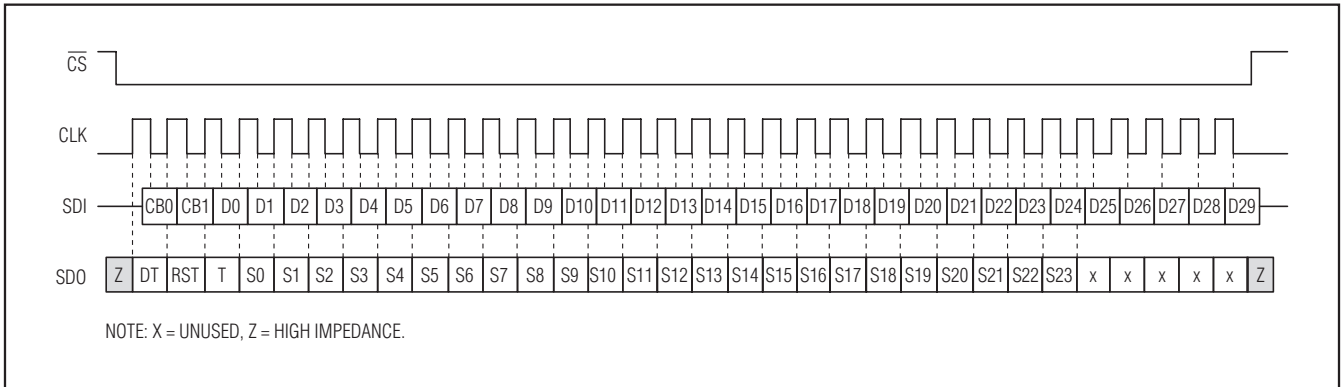 CS
CLK
SDI CB0 CB1 D0 D1 D2 D3 D4 D5 D6 D7 D8 D9 D10 D11 D12 D13 D14 D15 D16 D17 D18 D19 D20 D21 D22 D23 D24 D25 D26 D27 D28 D29
SDO Z DT RST T S0 S1 S2 S3 S4 S5 S6 S7 S8 S9 S10 S11 S12 S13 S14 S15 S16 S17 S18 S19 S20 S21 S22 S23 x x x x x Z
NOTE: X = UNUSED, Z = HIGH IMPEDANCE.